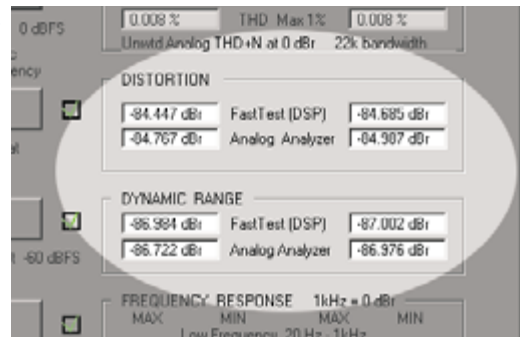 0 dBFS
0.008 % THD Max 1% 0.008 %
Unwtd Analog THD+N at 0 dBr 22k bandwidth
ency
DISTORTION
-84.447 dBr FastTest (DSP) -84.685 dBr
-84.767 dBr Analog Analyzer -84.987 dBr
DYNAMIC RANGE
-86.984 dBr FastTest (DSP) -87.002 dBr
-86.722 dBr Analog Analyzer -86.976 dBr
-60 dBFS
FREQUENCY RESPONSE 1kHz = 0 dBr
MAX MIN MAX MIN
Low Frequency 20 Hz - 1kHz